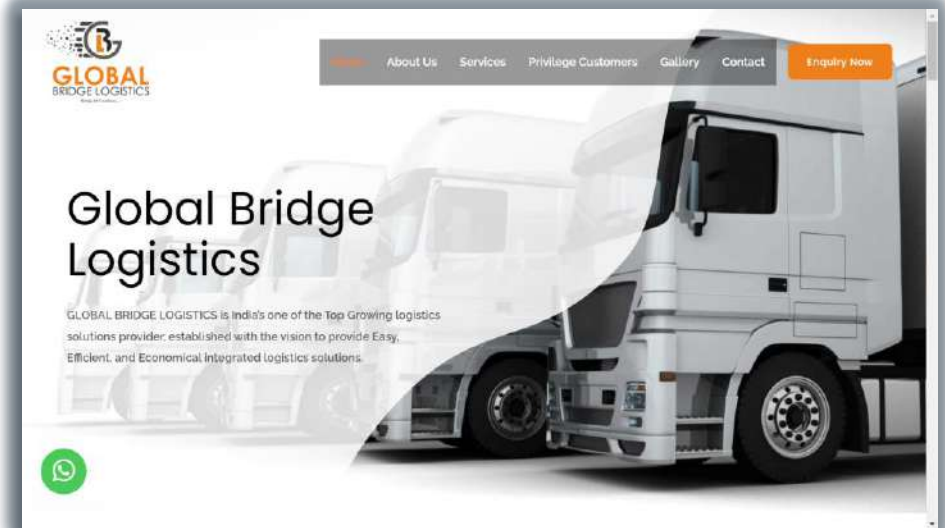 GLOBAL
BRIDGE LOGISTICS
Home About Us Services Privilege Customers Gallery Contact Enquiry Now
Global Bridge
Logistics
GLOBAL BRIDGE LOGISTICS is India's one of the Top Growing logistics
solutions provider, established with the vision to provide Easy,
Efficient, and Economical integrated logistics solutions.